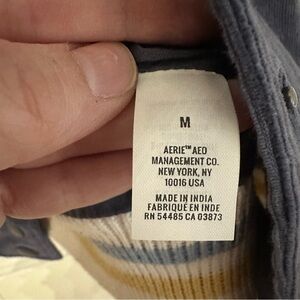 M
AERIE™ AEO
MANAGEMENT CO.
NEW YORK, NY
10016 USA
MADE IN INDIA
FABRIQUÉ EN INDE
RN 54485 CA 03873